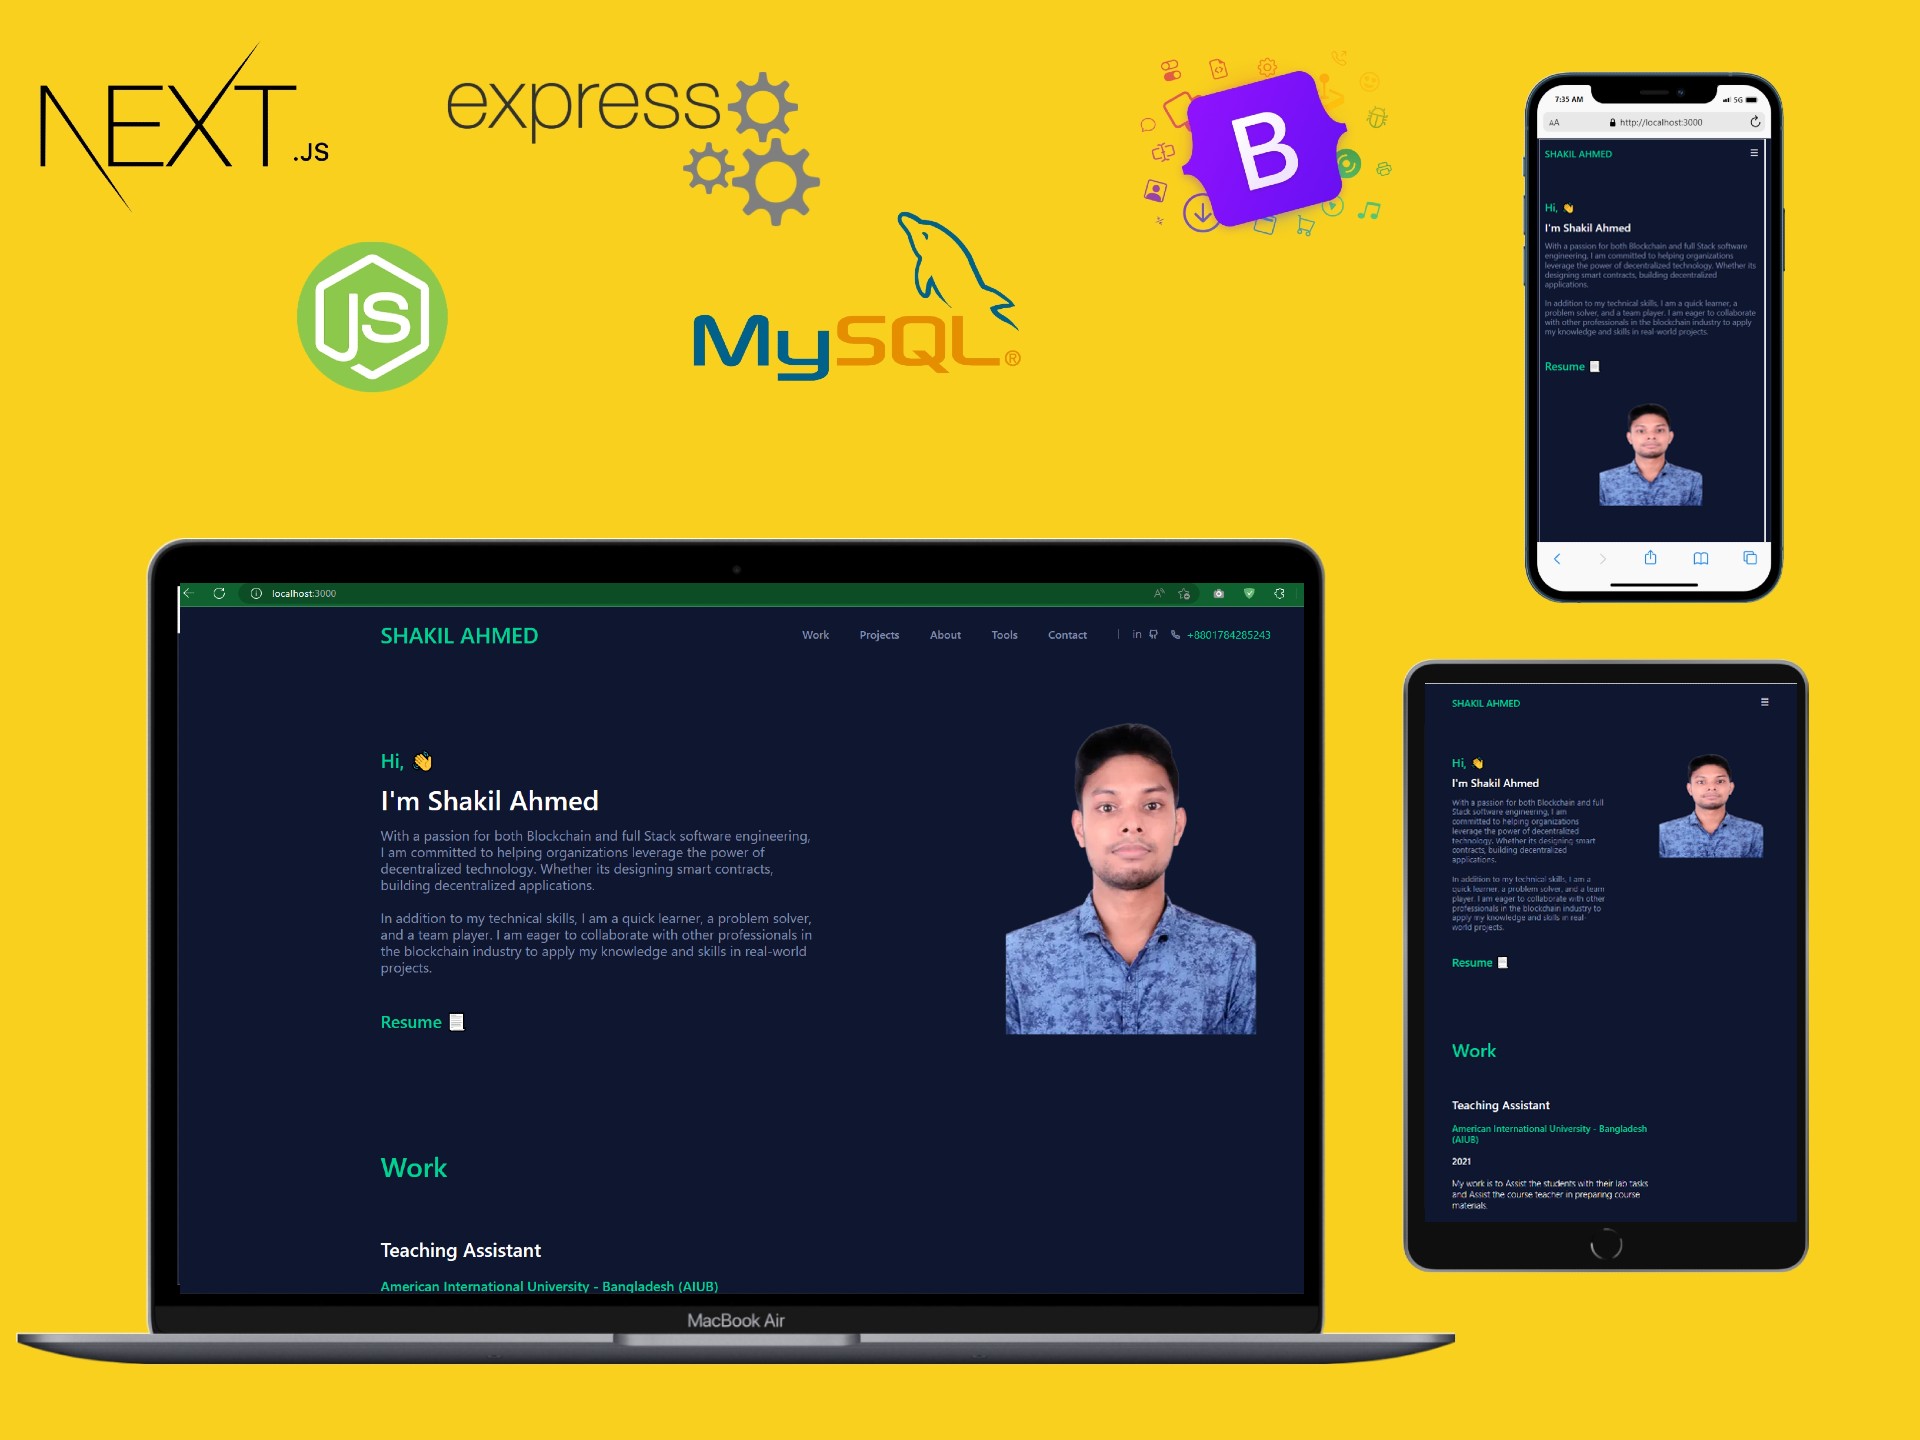 NEXT.JS
express
JS
MySQL®
B
localhost:3000
SHAKIL AHMED
Work Projects About Tools Contact | in +8801784285243
Hi, 👋
I'm Shakil Ahmed
With a passion for both Blockchain and full Stack software engineering,
I am committed to helping organizations leverage the power of
decentralized technology. Whether its designing smart contracts,
building decentralized applications.
In addition to my technical skills, I am a quick learner, a problem solver,
and a team player. I am eager to collaborate with other professionals in
the blockchain industry to apply my knowledge and skills in real-world
projects.
Resume 📃
Work
Teaching Assistant
American International University - Bangladesh (AIUB)
MacBook Air
7:35 AM 5G
AA http://localhost:3000
SHAKIL AHMED
Hi, 👋
I'm Shakil Ahmed
With a passion for both Blockchain and full Stack software
engineering, I am committed to helping organizations
leverage the power of decentralized technology. Whether its
designing smart contracts, building decentralized
applications.
In addition to my technical skills, I am a quick learner, a
problem solver, and a team player. I am eager to collaborate
with other professionals in the blockchain industry to apply
my knowledge and skills in real-world projects.
Resume 📃
SHAKIL AHMED
Hi, 👋
I'm Shakil Ahmed
With a passion for both Blockchain and full
Stack software engineering, I am
committed to helping organizations
leverage the power of decentralized
technology. Whether its designing smart
contracts, building decentralized
applications.
In addition to my technical skills, I am a
quick learner, a problem solver, and a team
player. I am eager to collaborate with other
professionals in the blockchain industry to
apply my knowledge and skills in real-
world projects.
Resume 📃
Work
Teaching Assistant
American International University - Bangladesh
(AIUB)
2021
My work is to Assist the students with their lab tasks
and Assist the course teacher in preparing course
materials.